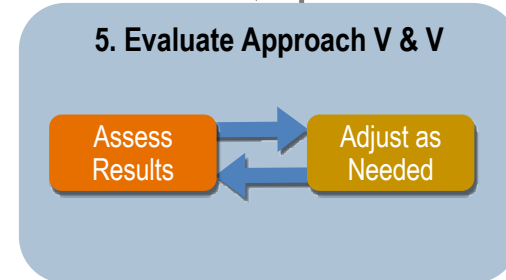 5. Evaluate Approach V & V
Assess
Results
Adjust as
Needed